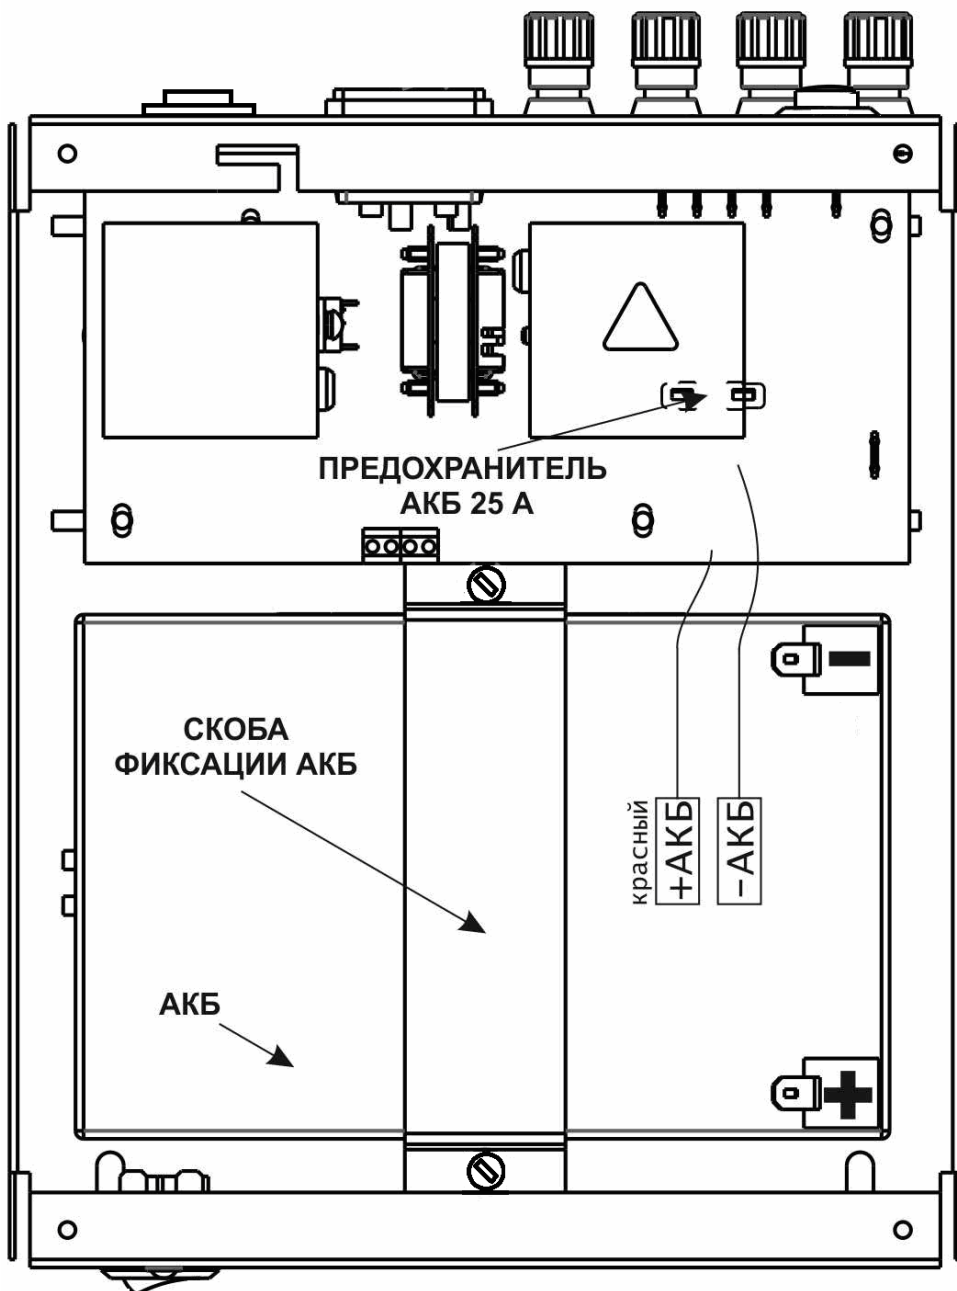 ПРЕДОХРАНИТЕЛЬ
АКБ 25 А
СКОБА
ФИКСАЦИИ АКБ
красный
+АКБ
-АКБ
АКБ